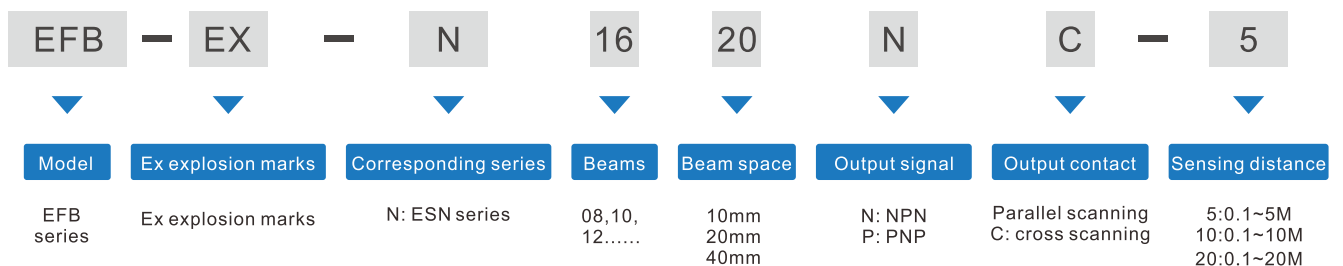 EFB — EX — N 16 20 N C — 5
Model Ex explosion marks Corresponding series Beams Beam space Output signal Output contact Sensing distance
EFB
series
Ex explosion marks
N: ESN series
08,10,
12......
10mm
20mm
40mm
N: NPN
P: PNP
Parallel scanning
C: cross scanning
5:0.1~5M
10:0.1~10M
20:0.1~20M